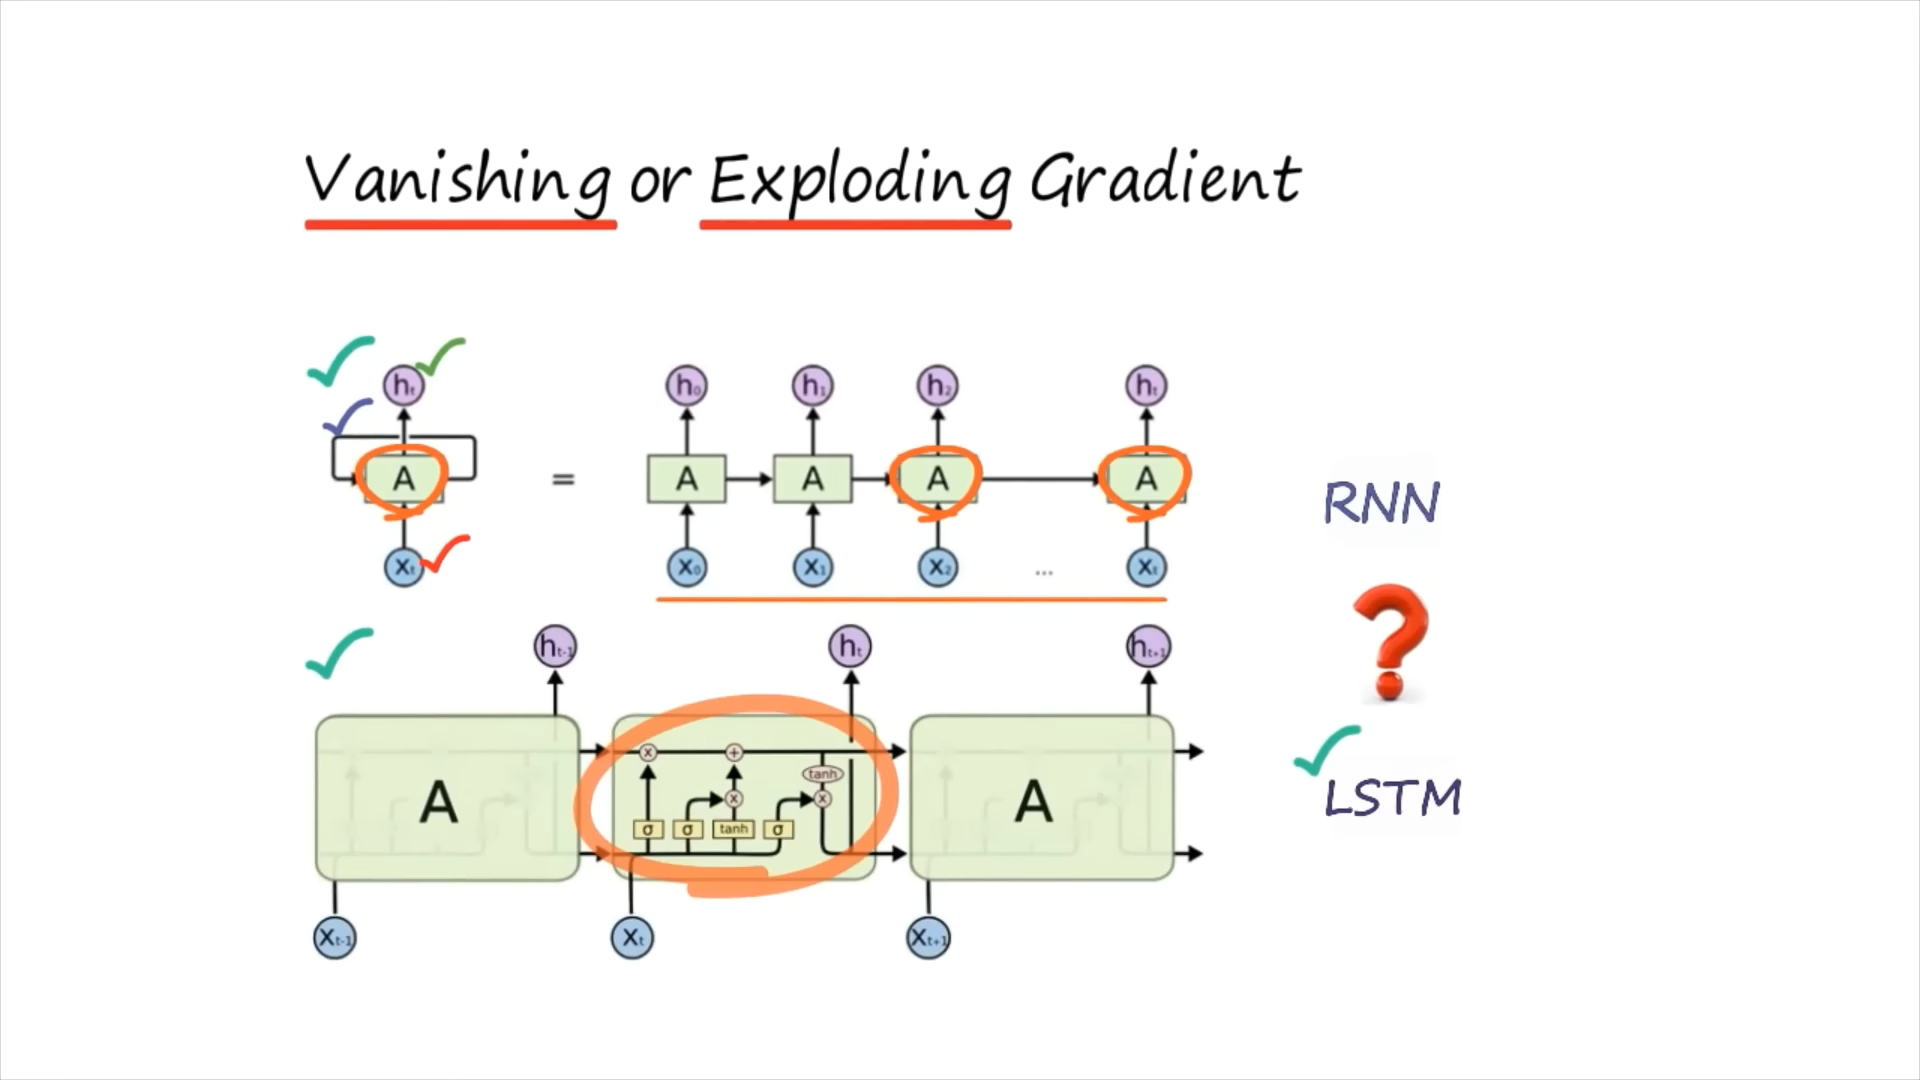 Vanishing or Exploding Gradient
hₜ h₀ h₁ h₂ hₜ
A = A A A A
RNN
xₜ x₀ x₁ x₂ ... xₜ
?
hₜ₋₁ hₜ hₜ₊₁
x +
tanh
A x x A
LSTM
σ σ tanh σ
Xₜ₋₁ Xₜ Xₜ₊₁